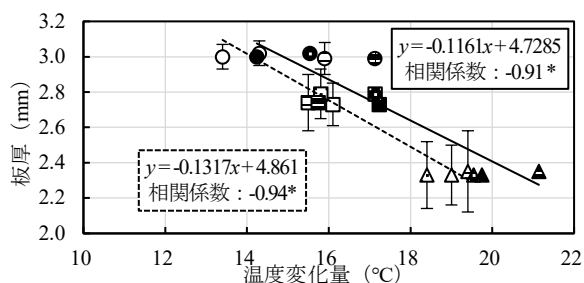 3.2
3.0
2.8
2.6
2.4
2.2
2.0
板厚（mm）
y=-0.1161x+4.7285
相関係数：-0.91*
y=-0.1317x+4.861
相関係数：-0.94*
10 12 14 16 18 20 22
温度変化量（℃）